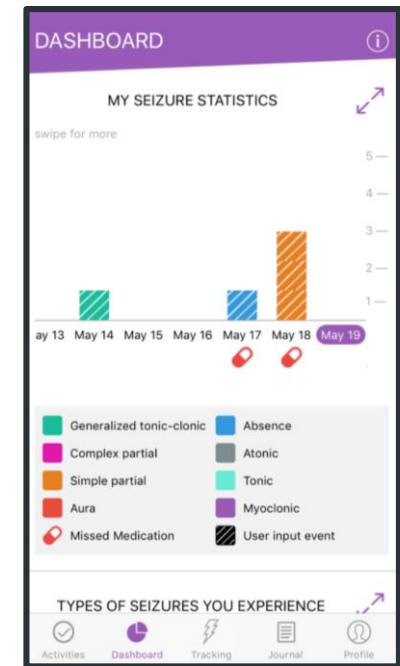 DASHBOARD
MY SEIZURE STATISTICS
swipe for more
5
4
3
2
1
ay 13 May 14 May 15 May 16 May 17 May 18 May 19
Generalized tonic-clonic Absence
Complex partial Atonic
Simple partial Tonic
Aura Myoclonic
Missed Medication User input event
TYPES OF SEIZURES YOU EXPERIENCE
Activities Dashboard Tracking Journal Profile